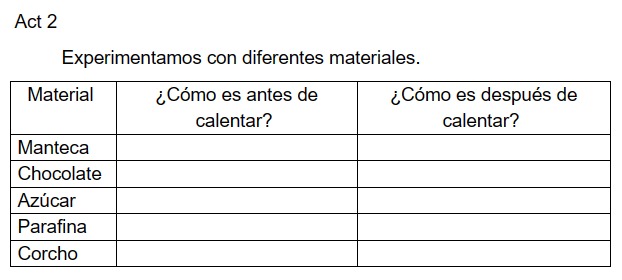 Act 2
Experimentamos con diferentes materiales.
Material ¿Cómo es antes de calentar? ¿Cómo es después de calentar?
Manteca
Chocolate
Azúcar
Parafina
Corcho